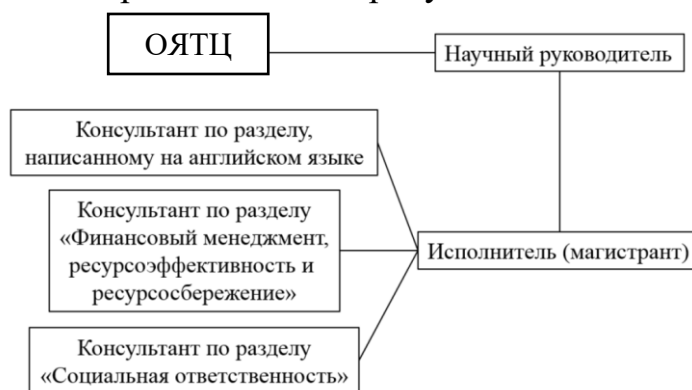 ОЯТЦ
Научный руководитель
Консультант по разделу,
написанному на английском языке
Консультант по разделу
«Финансовый менеджмент,
ресурсоэффективность и
ресурсосбережение»
Исполнитель (магистрант)
Консультант по разделу
«Социальная ответственность»